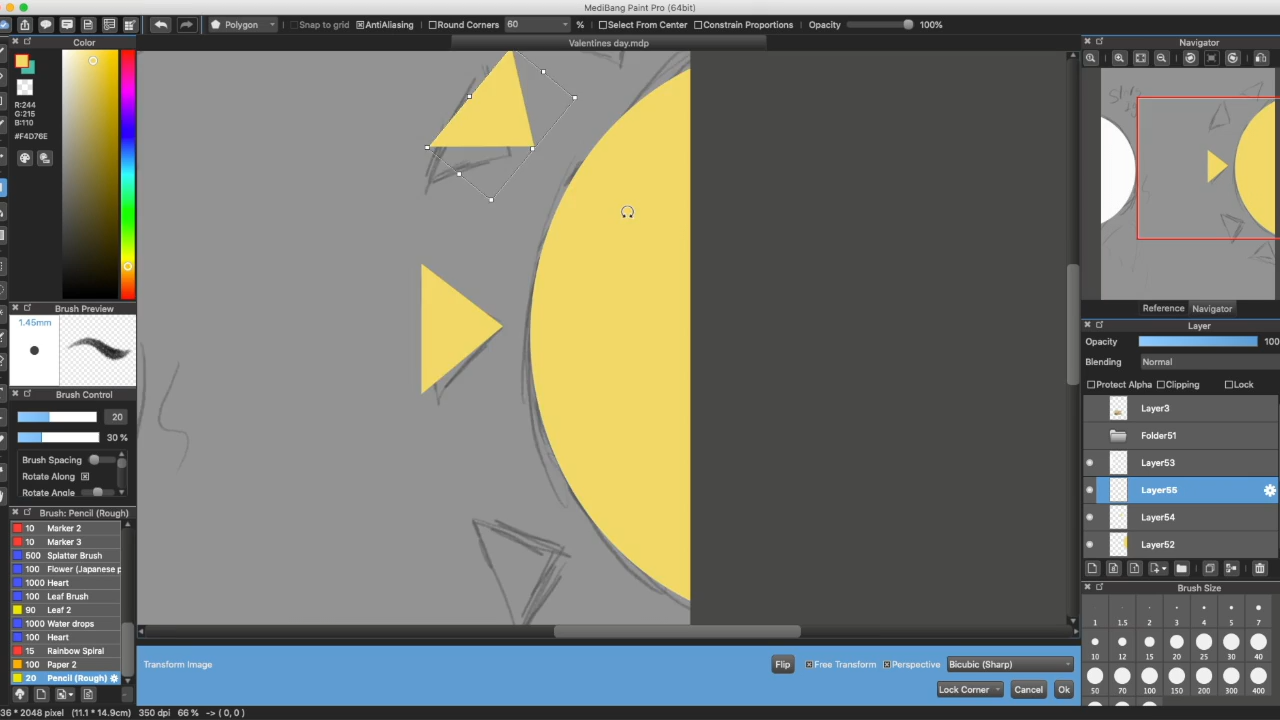 MediBang Paint Pro (64bit)
Polygon
Snap to grid
AntiAliasing
Round Corners
60
%
Select From Center
Constrain Proportions
Opacity
100%
Color
Valentines day.mdp
Navigator
R:244
G:215
B:110
#F4D76E
Brush Preview
1.45mm
Reference
Navigator
Layer
Opacity
100
Blending
Normal
Protect Alpha
Clipping
Lock
Brush Control
20
30 %
Brush Spacing
Rotate Along
Rotate Angle
Layer3
Folder51
Layer53
Layer55
Layer54
Layer52
Brush: Pencil (Rough)
10 Marker 2
10 Marker 3
500 Splatter Brush
100 Flower (Japanese p
1000 Heart
100 Leaf Brush
90 Leaf 2
1000 Water drops
100 Heart
15 Rainbow Spiral
100 Paper 2
20 Pencil (Rough)
Brush Size
1 1.5 2 3 4 5 7
10 12 15 20 25 30 40
50 70 100 150 200 300 400
Transform Image
Flip
Free Transform
Perspective
Bicubic (Sharp)
Lock Corner
Cancel
Ok
36 * 2048 pixel (11.1 * 14.9cm) 350 dpi 66 % -> ( 0, 0 )